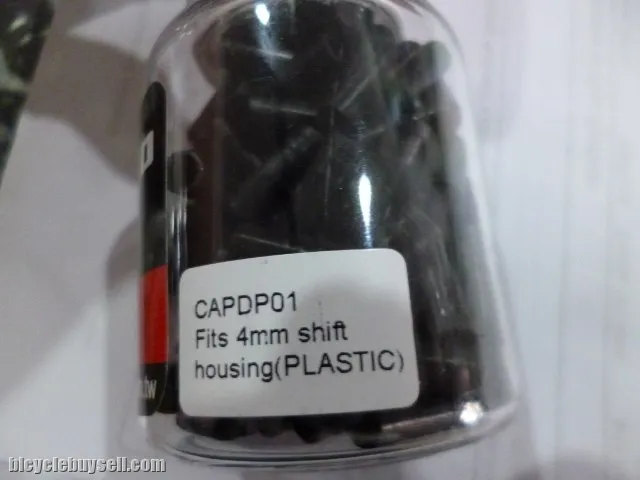 CAPDP01
Fits 4mm shift
housing(PLASTIC)
bicyclebuysell.com